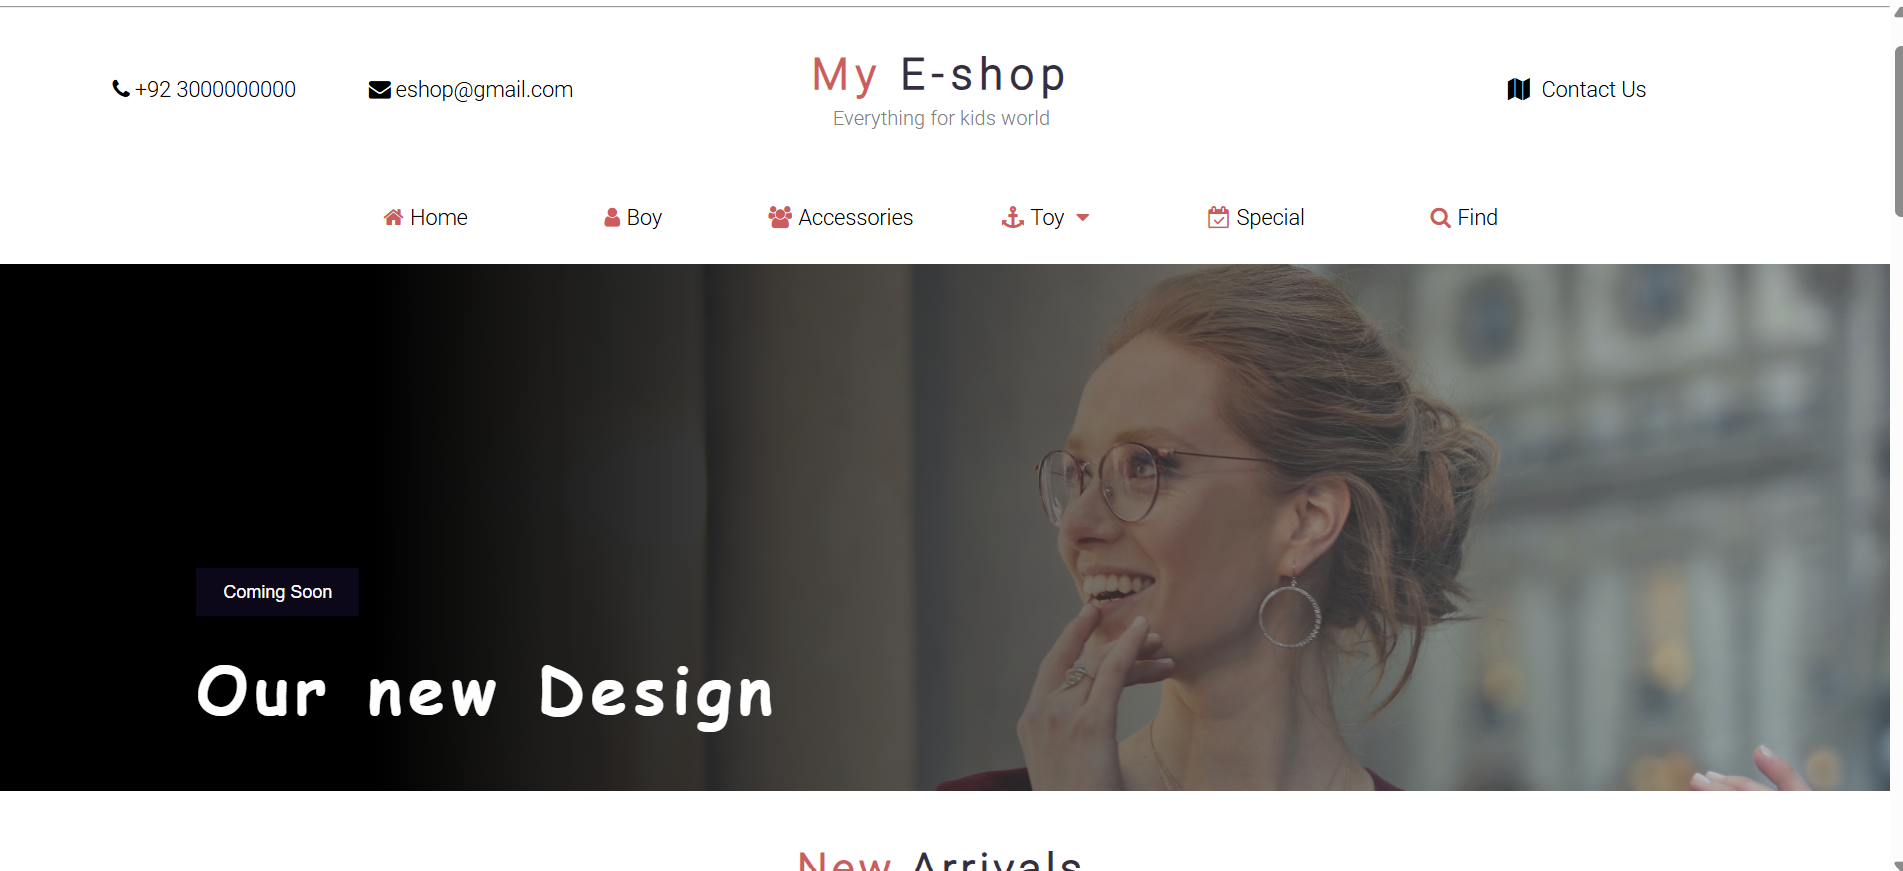 +92 3000000000
eshop@gmail.com
My E-shop
Everything for kids world
Contact Us
Home
Boy
Accessories
Toy
Special
Find
Coming Soon
Our new Design
New Arrivals